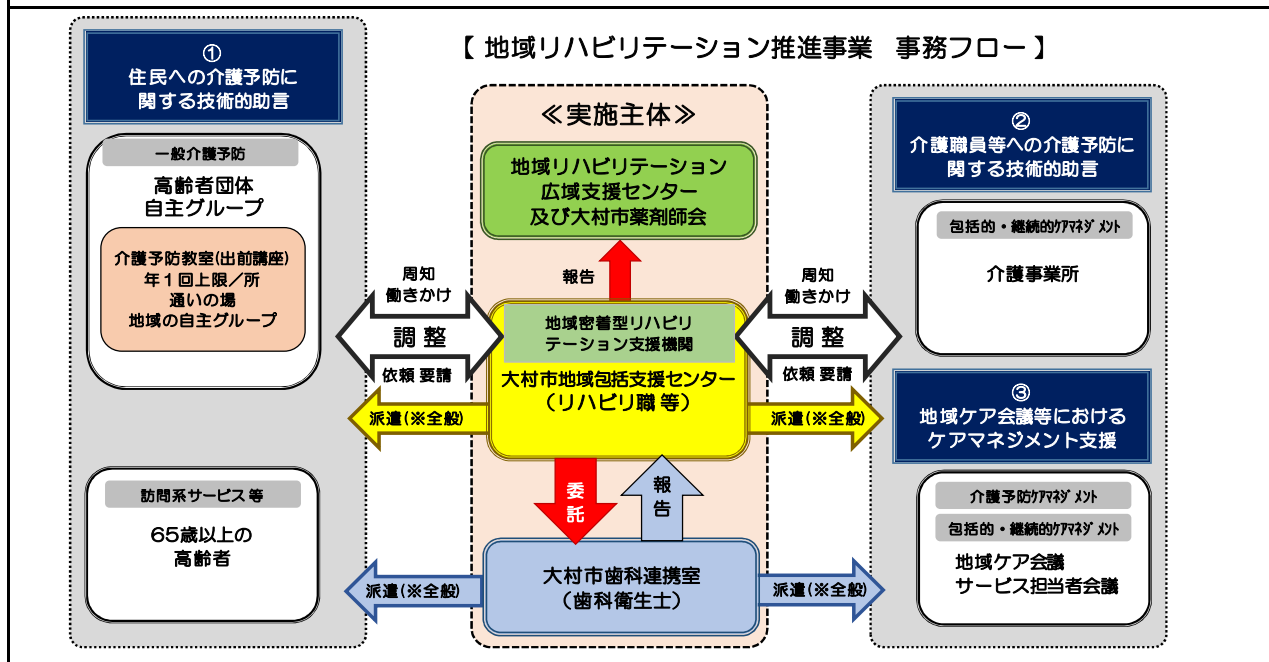 【 地域リハビリテーション推進事業　事務フロー 】
①
住民への介護予防に
関する技術的助言
一般介護予防
高齢者団体
自主グループ
介護予防教室(出前講座)
年１回上限／所
通いの場
地域の自主グループ
訪問系サービス等
65歳以上の
高齢者
周知
働きかけ
調 整
依頼 要請
派遣(※全般)
派遣(※全般)
≪実施主体≫
地域リハビリテーション
広域支援センター
及び大村市薬剤師会
報告
地域密着型リハビリ
テーション支援機関
大村市地域包括支援センター
（リハビリ職 等）
委託
報告
大村市歯科連携室
（歯科衛生士）
周知
働きかけ
調 整
依頼 要請
派遣(※全般)
派遣(※全般)
②
介護職員等への介護予防に
関する技術的助言
包括的・継続的ｹｱﾏﾈｼﾞﾒﾝﾄ
介護事業所
③
地域ケア会議等における
ケアマネジメント支援
介護予防ｹｱﾏﾈｼﾞﾒﾝﾄ
包括的・継続的ｹｱﾏﾈｼﾞﾒﾝﾄ
地域ケア会議
サービス担当者会議